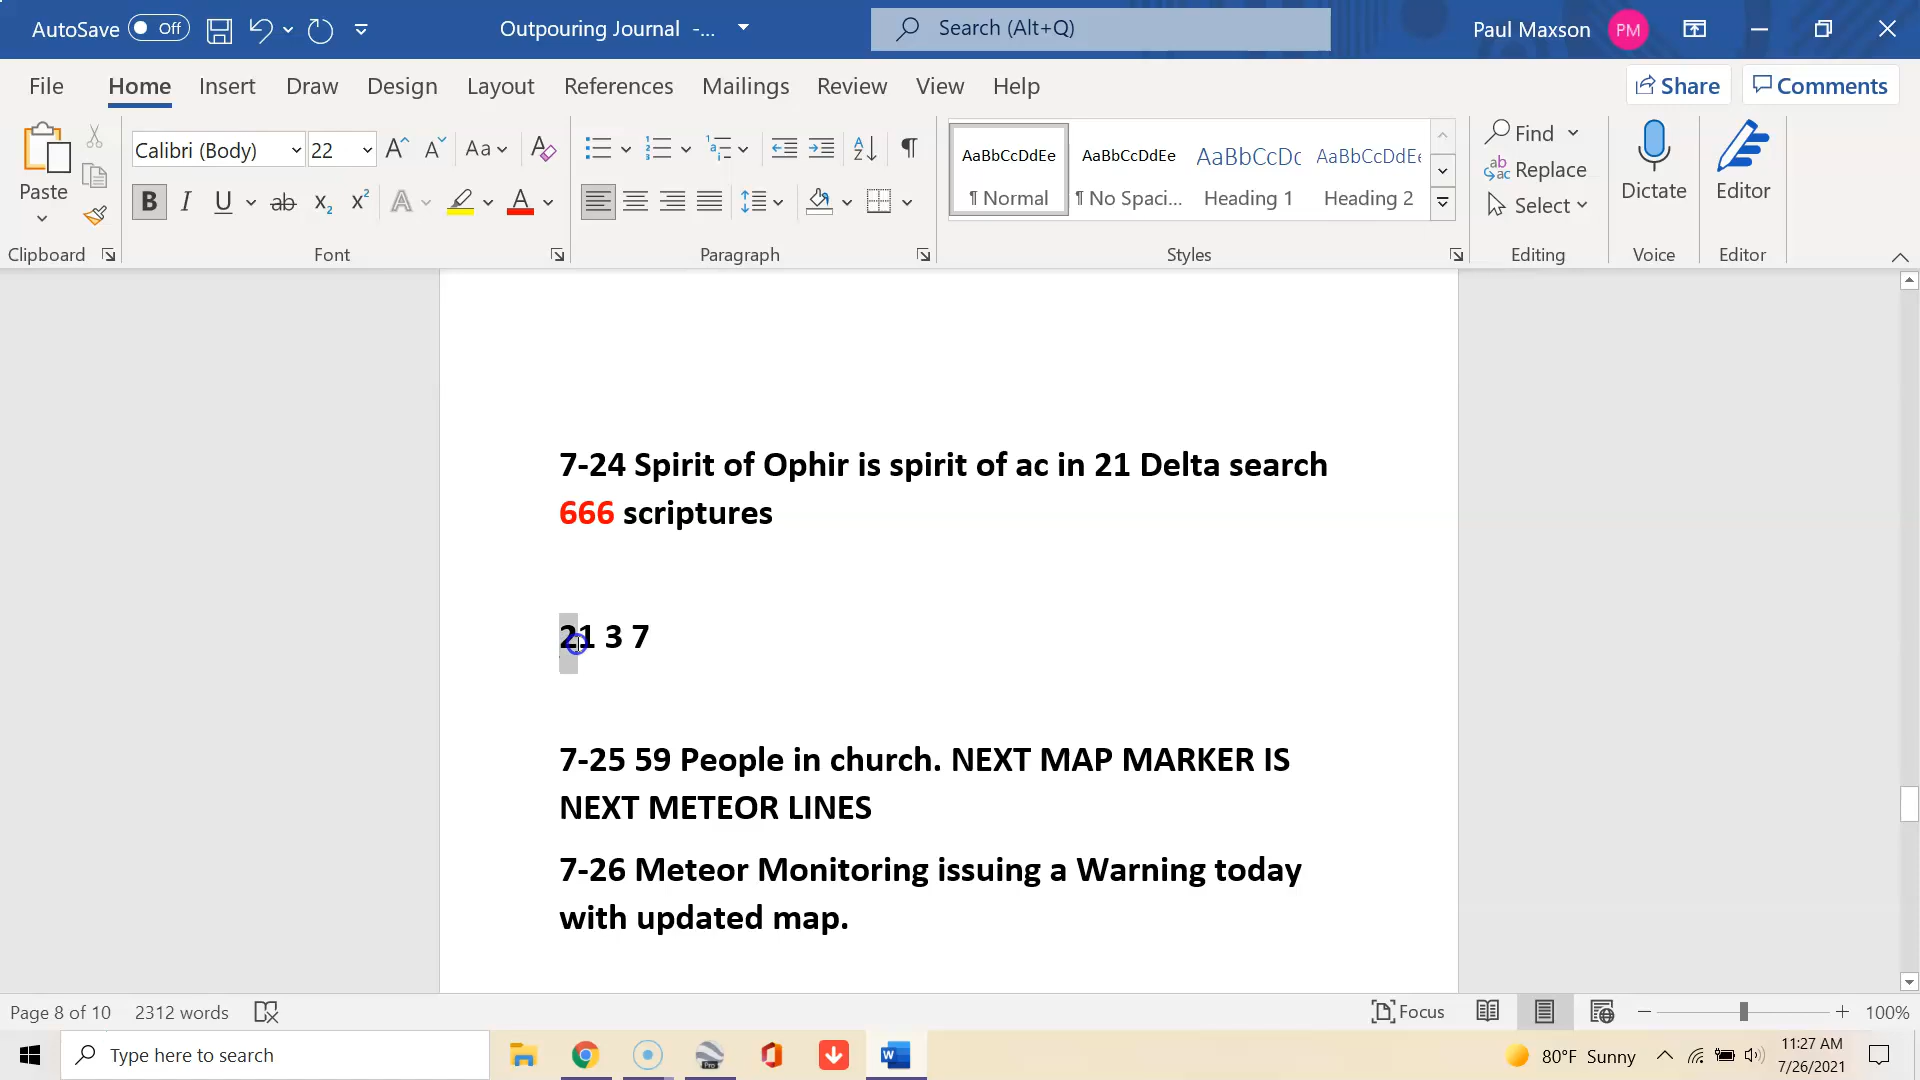 AutoSave Off Outpouring Journal -... Search (Alt+Q) Paul Maxson PM
File Home Insert Draw Design Layout References Mailings Review View Help Share Comments
Paste Calibri (Body) 22 AaBbCcDdEe AaBbCcDdEe AaBbCcDc AaBbCcDdEe Find Replace Select Dictate Editor
¶ Normal ¶ No Spaci... Heading 1 Heading 2
Clipboard Font Paragraph Styles Editing Voice Editor
7-24 Spirit of Ophir is spirit of ac in 21 Delta search
666 scriptures
21 3 7
7-25 59 People in church. NEXT MAP MARKER IS
NEXT METEOR LINES
7-26 Meteor Monitoring issuing a Warning today
with updated map.
Page 8 of 10 2312 words Focus 100%
Type here to search 80°F Sunny 11:27 AM
7/26/2021